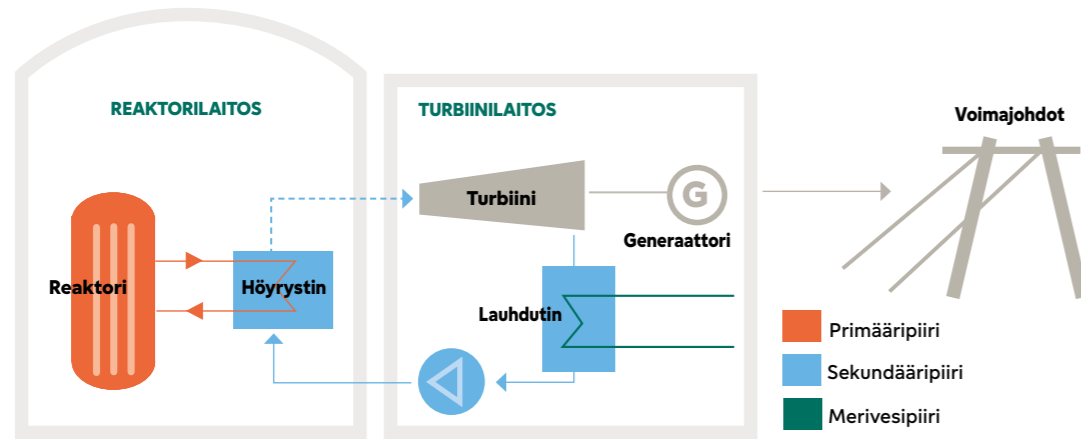 REAKTORILAITOS
TURBIINILAITOS
Voimajohdot
Turbiini
G
Generaattori
Reaktori
Höyrystin
Lauhdutin
Primääripiiri
Sekundääripiiri
Merivesipiiri